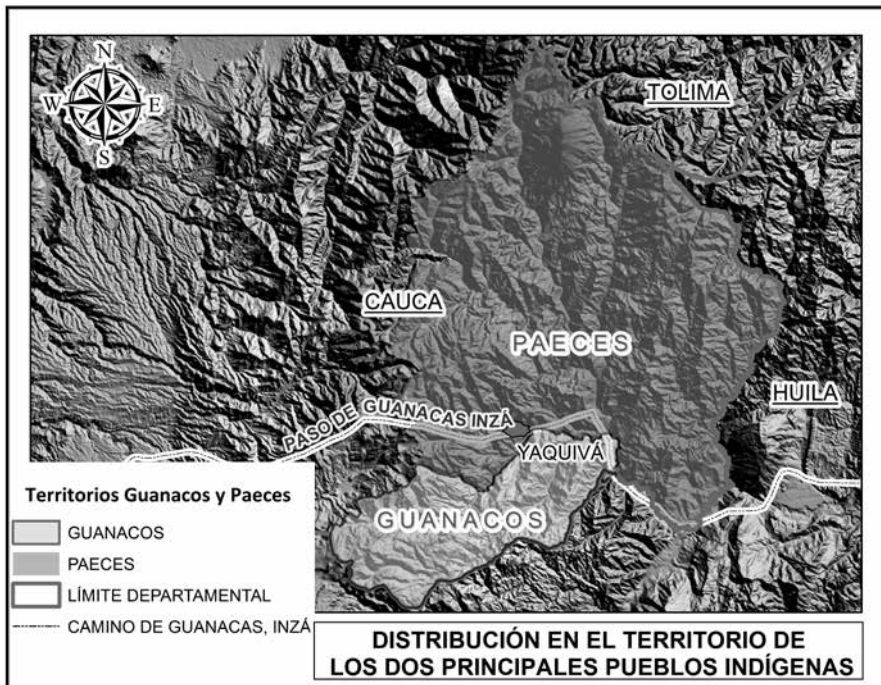 N
W E
S
TOLIMA
CAUCA
PAECES
HUILA
PASO DE GUANACAS INZÁ
YAQUIVÁ
GUANACOS
Territorios Guanacos y Paeces
GUANACOS
PAECES
LÍMITE DEPARTAMENTAL
CAMINO DE GUANACAS, INZÁ
DISTRIBUCIÓN EN EL TERRITORIO DE
LOS DOS PRINCIPALES PUEBLOS INDÍGENAS